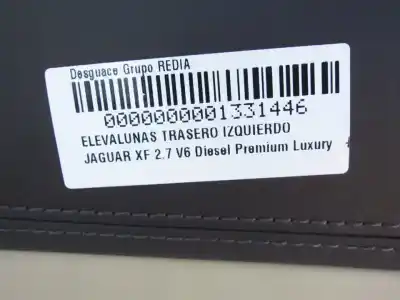 Desguace Grupo REDIA
0000000001331446
ELEVALUNAS TRASERO IZQUIERDO
JAGUAR XF 2.7 V6 Diesel Premium Luxury